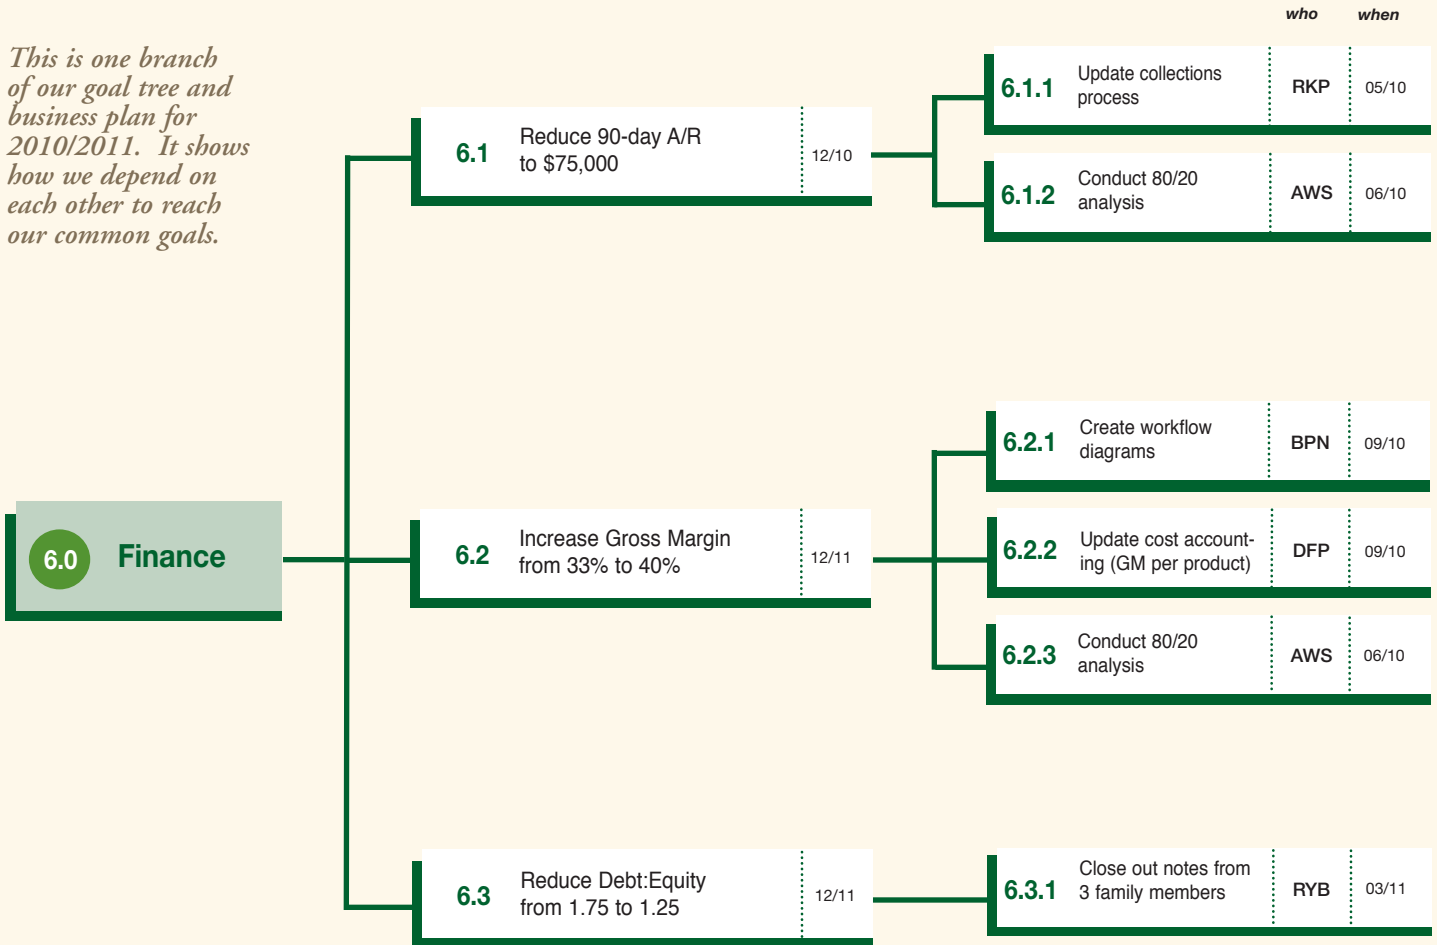 who when
This is one branch
of our goal tree and
business plan for
2010/2011. It shows
how we depend on
each other to reach
our common goals.
6.0 Finance
6.1 Reduce 90-day A/R
to $75,000
12/10
6.1.1 Update collections
process
RKP 05/10
6.1.2 Conduct 80/20
analysis
AWS 06/10
6.2 Increase Gross Margin
from 33% to 40%
12/11
6.2.1 Create workflow
diagrams
BPN 09/10
6.2.2 Update cost account-
ing (GM per product)
DFP 09/10
6.2.3 Conduct 80/20
analysis
AWS 06/10
6.3 Reduce Debt:Equity
from 1.75 to 1.25
12/11
6.3.1 Close out notes from
3 family members
RYB 03/11